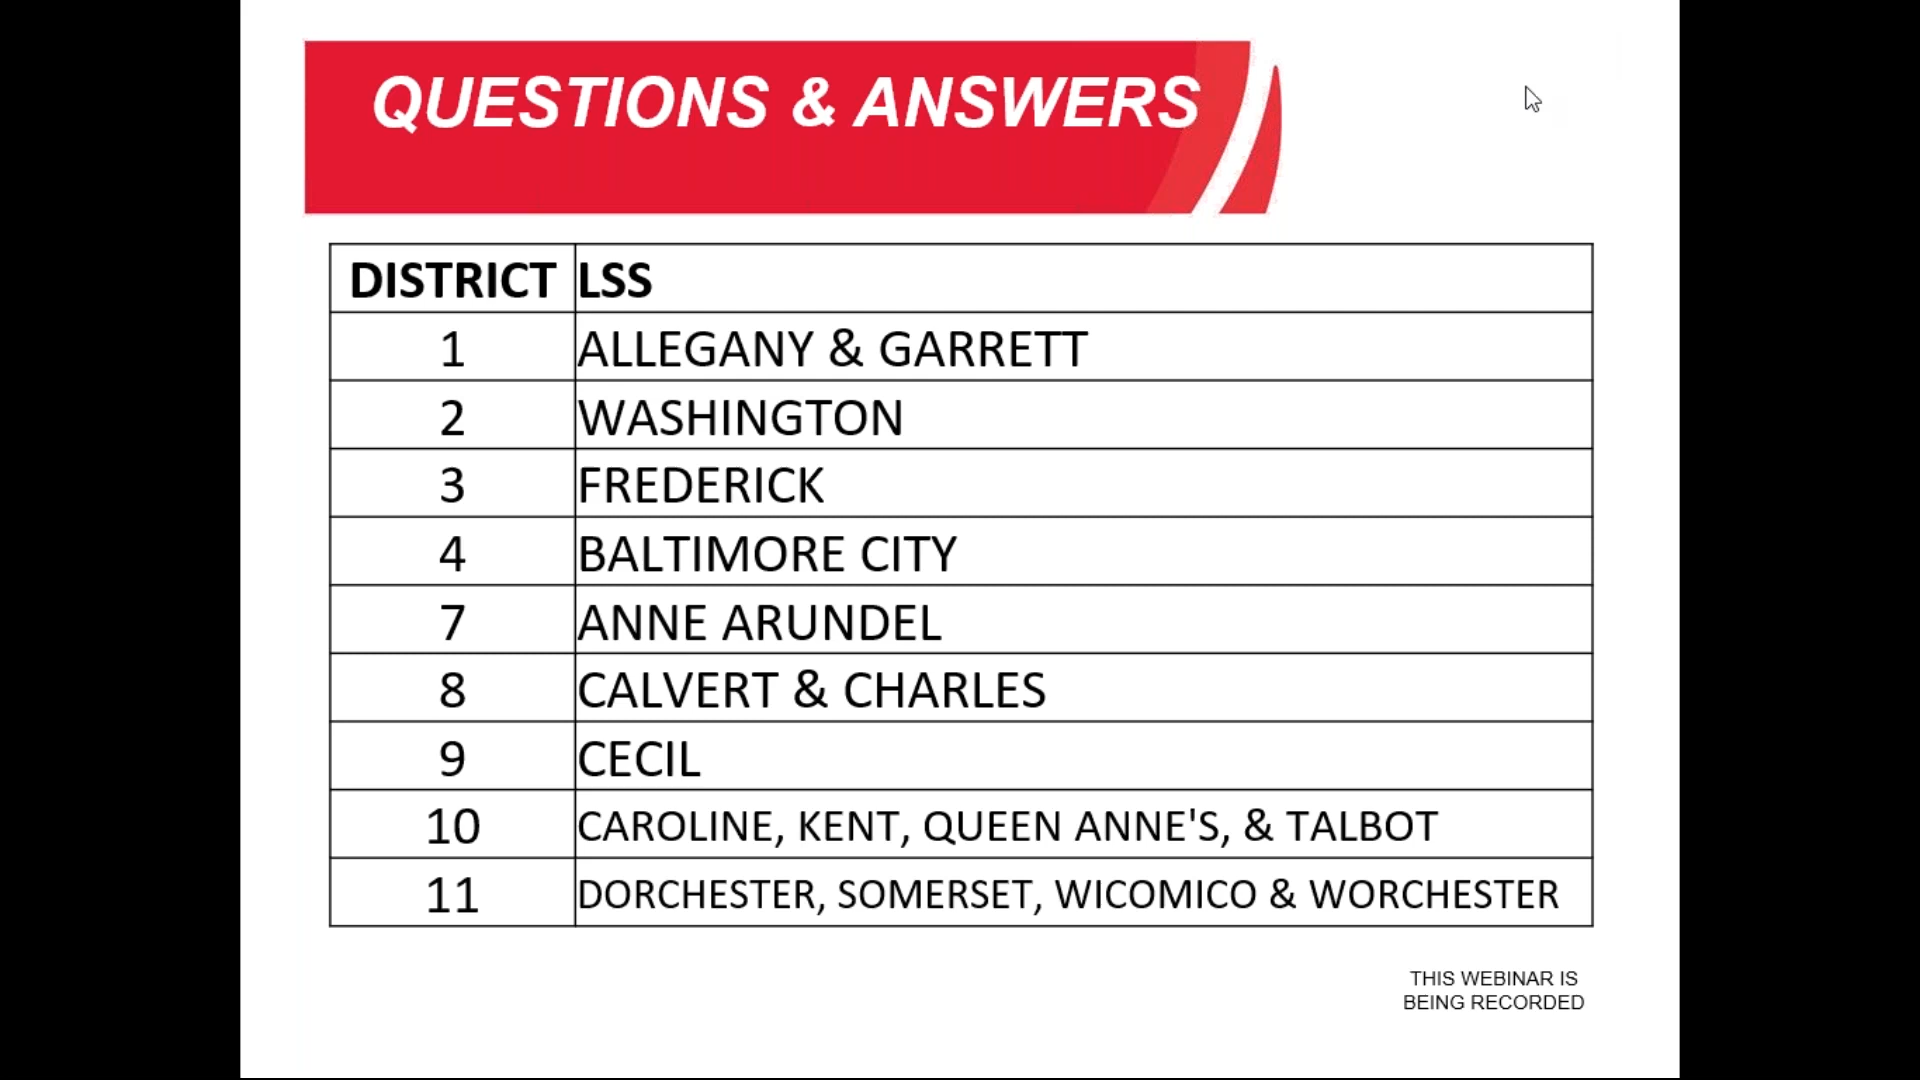 QUESTIONS & ANSWERS
DISTRICT LSS
1 ALLEGANY & GARRETT
2 WASHINGTON
3 FREDERICK
4 BALTIMORE CITY
7 ANNE ARUNDEL
8 CALVERT & CHARLES
9 CECIL
10 CAROLINE, KENT, QUEEN ANNE'S, & TALBOT
11 DORCHESTER, SOMERSET, WICOMICO & WORCHESTER
THIS WEBINAR IS
BEING RECORDED